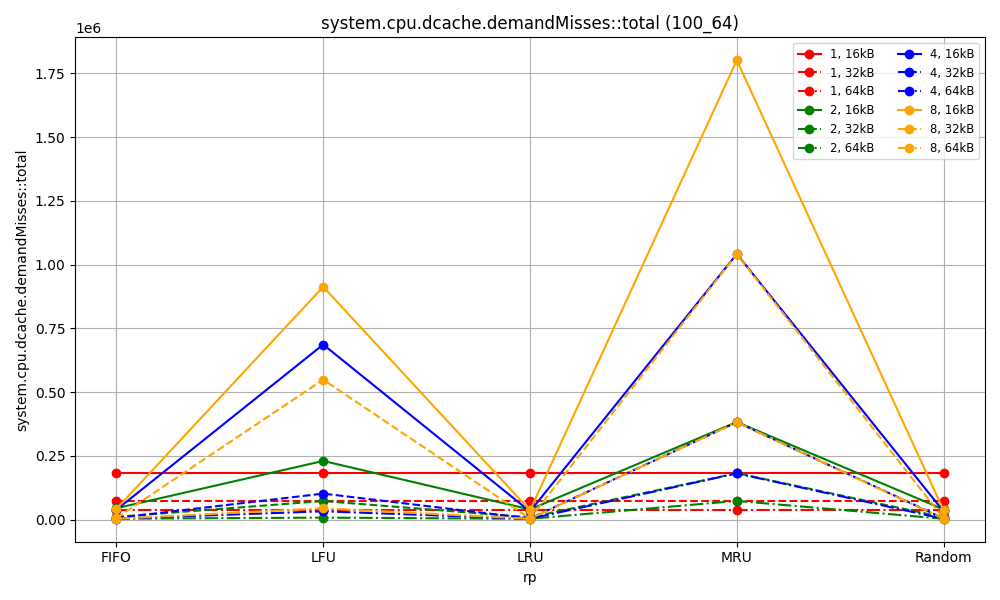 system.cpu.dcache.demandMisses::total (100_64)
1e6
1, 16kB
1, 32kB
1, 64kB
2, 16kB
2, 32kB
2, 64kB
4, 16kB
4, 32kB
4, 64kB
8, 16kB
8, 32kB
8, 64kB
1.75
1.50
1.25
1.00
0.75
0.50
0.25
0.00
system.cpu.dcache.demandMisses::total
FIFO
LFU
LRU
MRU
Random
rp